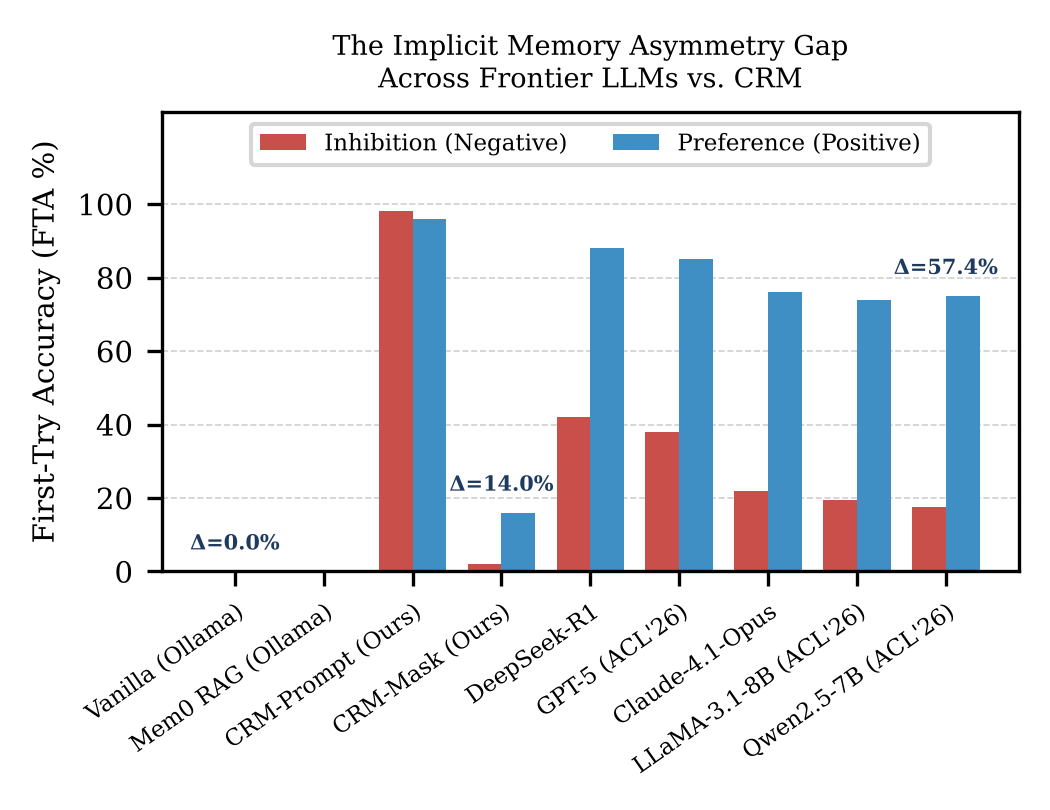 The Implicit Memory Asymmetry Gap
Across Frontier LLMs vs. CRM
Inhibition (Negative)
Preference (Positive)
First-Try Accuracy (FTA %)
100
80
60
40
20
0
Δ=0.0%
Δ=14.0%
Δ=57.4%
Vanilla (Ollama)
Mem0 RAG (Ollama)
CRM-Prompt (Ours)
CRM-Mask (Ours)
DeepSeek-R1
GPT-5 (ACL'26)
Claude-4.1-Opus
LLaMA-3.1-8B (ACL'26)
Qwen2.5-7B (ACL'26)